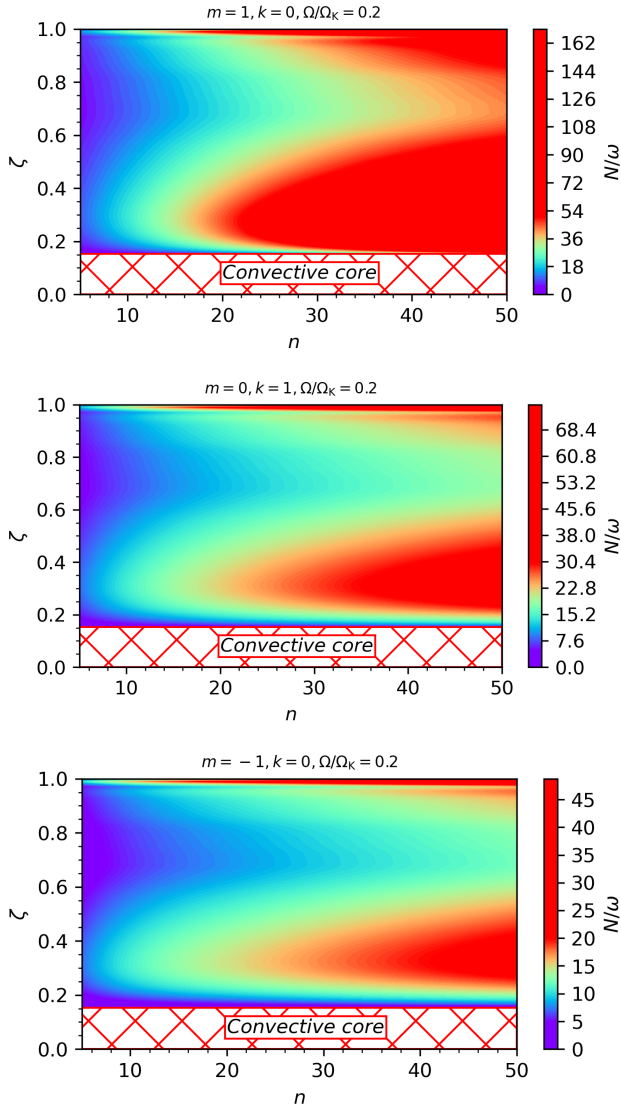 m = 1, k = 0, Ω/Ω_K = 0.2
1.0
0.8
0.6
0.4
0.2
0.0
ζ
Convective core
10 20 30 40 50
n
162
144
126
108
90
72
54
36
18
0
N/ω
m = 0, k = 1, Ω/Ω_K = 0.2
1.0
0.8
0.6
0.4
0.2
0.0
ζ
Convective core
10 20 30 40 50
n
68.4
60.8
53.2
45.6
38.0
30.4
22.8
15.2
7.6
0.0
N/ω
m = −1, k = 0, Ω/Ω_K = 0.2
1.0
0.8
0.6
0.4
0.2
0.0
ζ
Convective core
10 20 30 40 50
n
45
40
35
30
25
20
15
10
5
0
N/ω